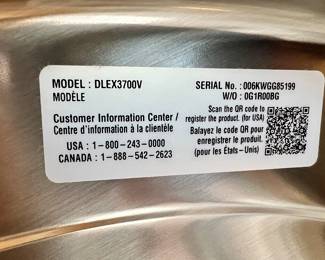 MODEL : DLEX3700V
MODÈLE
SERIAL No. : 006KWGG85199
W/O : 0G1R00BG
Customer Information Center /
Centre d'information à la clientèle
USA : 1-800-243-0000
CANADA : 1-888-542-2623
Scan the QR code to
register the product. (for USA)
Balayez le code QR pour
enregistrer le produit.
(pour les États-Unis)